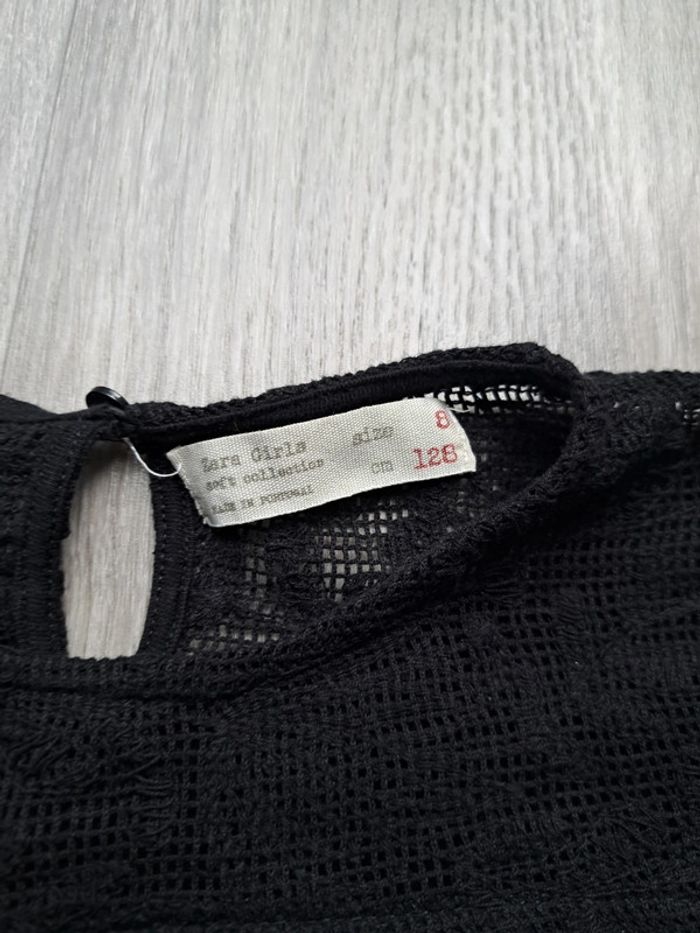 Zara Girls size 8
soft collection cm 128
MADE IN PORTUGAL